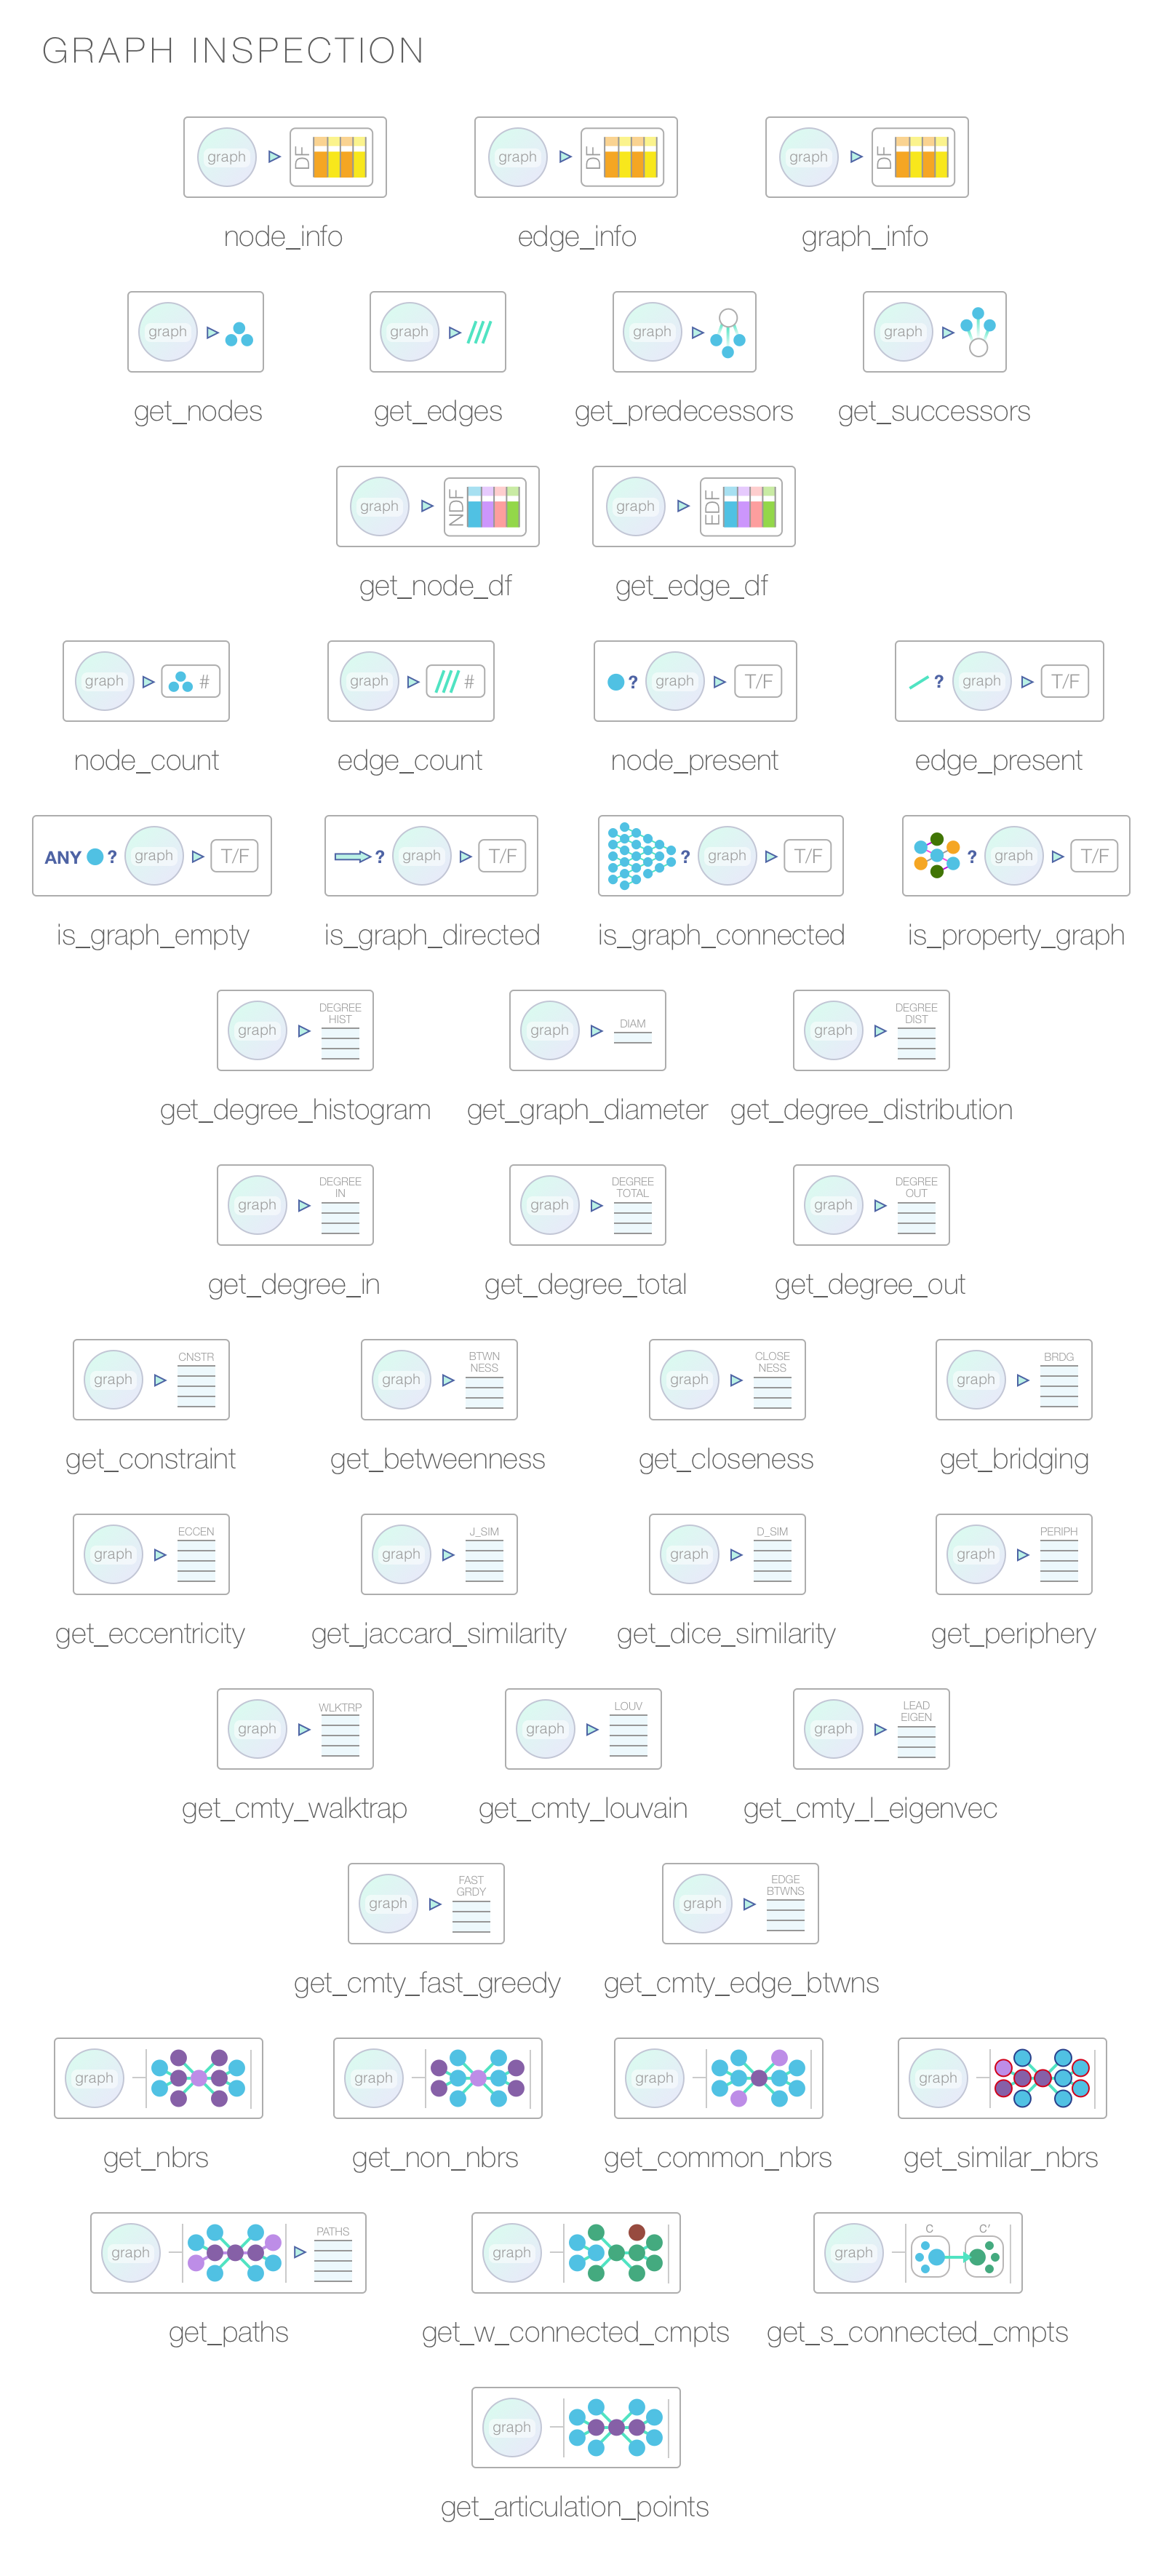 GRAPH INSPECTION
graph DF graph DF graph DF
node_info edge_info graph_info
graph graph graph graph
get_nodes get_edges get_predecessors get_successors
graph NDF graph EDF
get_node_df get_edge_df
graph # graph # ? graph T/F ? graph T/F
node_count edge_count node_present edge_present
ANY ? graph T/F ? graph T/F ? graph T/F ? graph T/F
is_graph_empty is_graph_directed is_graph_connected is_property_graph
graph DEGREE HIST graph DIAM graph DEGREE DIST
get_degree_histogram get_graph_diameter get_degree_distribution
graph DEGREE IN graph DEGREE TOTAL graph DEGREE OUT
get_degree_in get_degree_total get_degree_out
graph CNSTR graph BTWN NESS graph CLOSE NESS graph BRDG
get_constraint get_betweenness get_closeness get_bridging
graph ECCEN graph J_SIM graph D_SIM graph PERIPH
get_eccentricity get_jaccard_similarity get_dice_similarity get_periphery
graph WLKTRP graph LOUV graph LEAD EIGEN
get_cmty_walktrap get_cmty_louvain get_cmty_l_eigenvec
graph FAST GRDY graph EDGE BTWNS
get_cmty_fast_greedy get_cmty_edge_btwns
graph graph graph graph
get_nbrs get_non_nbrs get_common_nbrs get_similar_nbrs
graph PATHS graph graph C C′
get_paths get_w_connected_cmpts get_s_connected_cmpts
graph
get_articulation_points